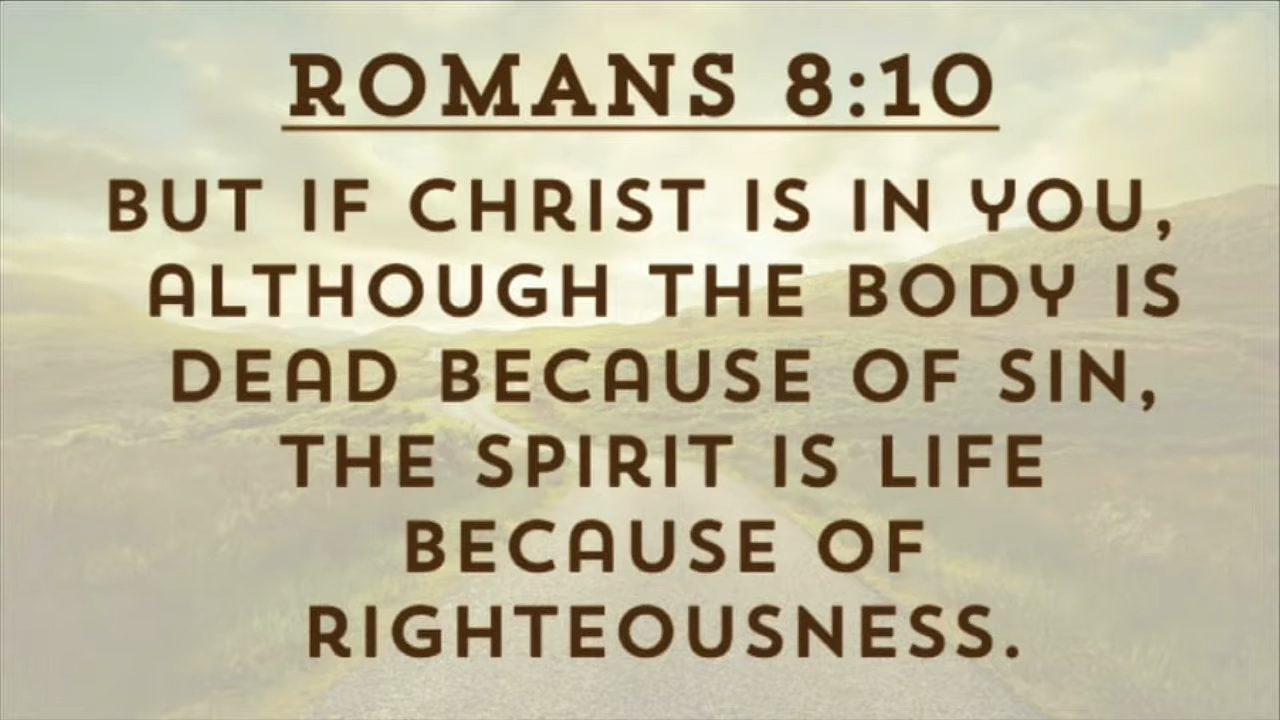 ROMANS 8:10
BUT IF CHRIST IS IN YOU,
ALTHOUGH THE BODY IS
DEAD BECAUSE OF SIN,
THE SPIRIT IS LIFE
BECAUSE OF
RIGHTEOUSNESS.